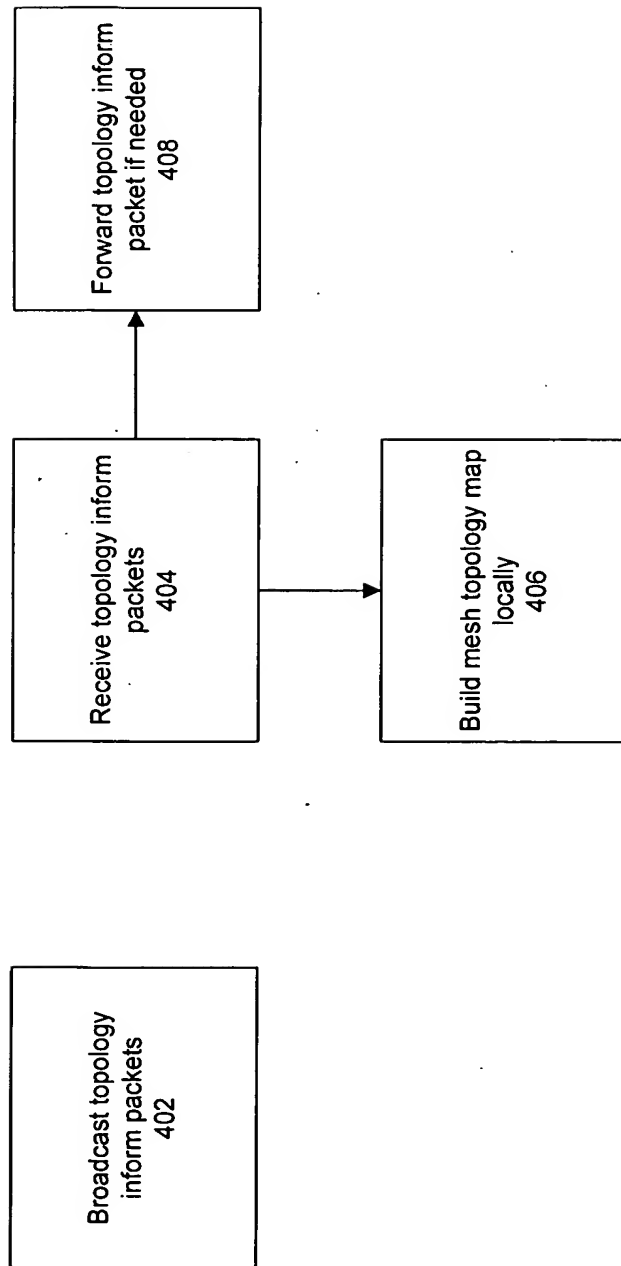 Broadcast topology
inform packets
402
Receive topology inform
packets
404
Build mesh topology map
locally
406
Forward topology inform
packet if needed
408